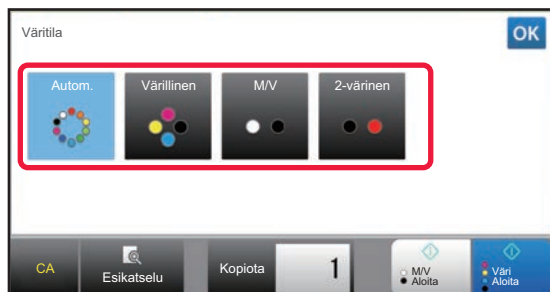 Väritila
OK
Autom.
Värillinen
M/V
2-värinen
CA
Esikatselu
Kopiota
1
M/V
Aloita
Väri
Aloita